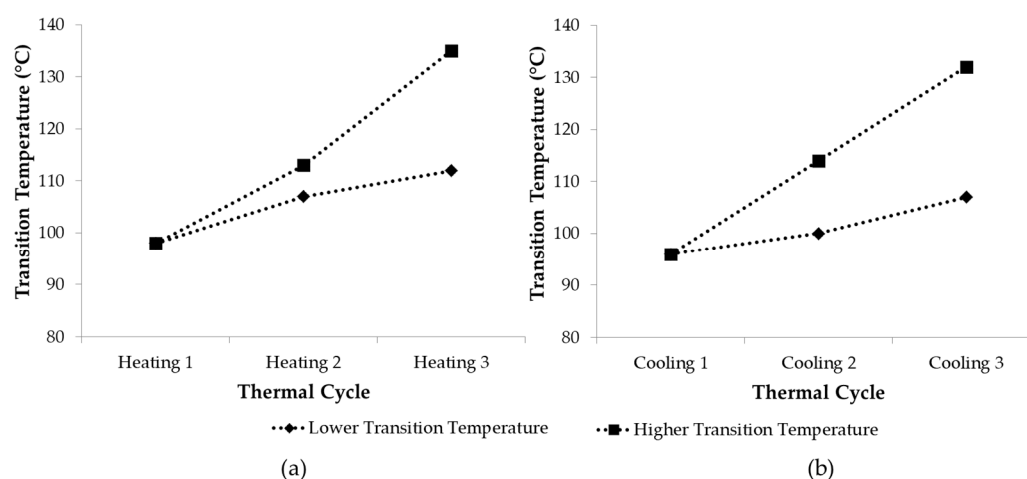 Transition Temperature (°C)
140
130
120
110
100
90
80
Heating 1 Heating 2 Heating 3
Thermal Cycle
Transition Temperature (°C)
140
130
120
110
100
90
80
Cooling 1 Cooling 2 Cooling 3
Thermal Cycle
Lower Transition Temperature Higher Transition Temperature
(a) (b)